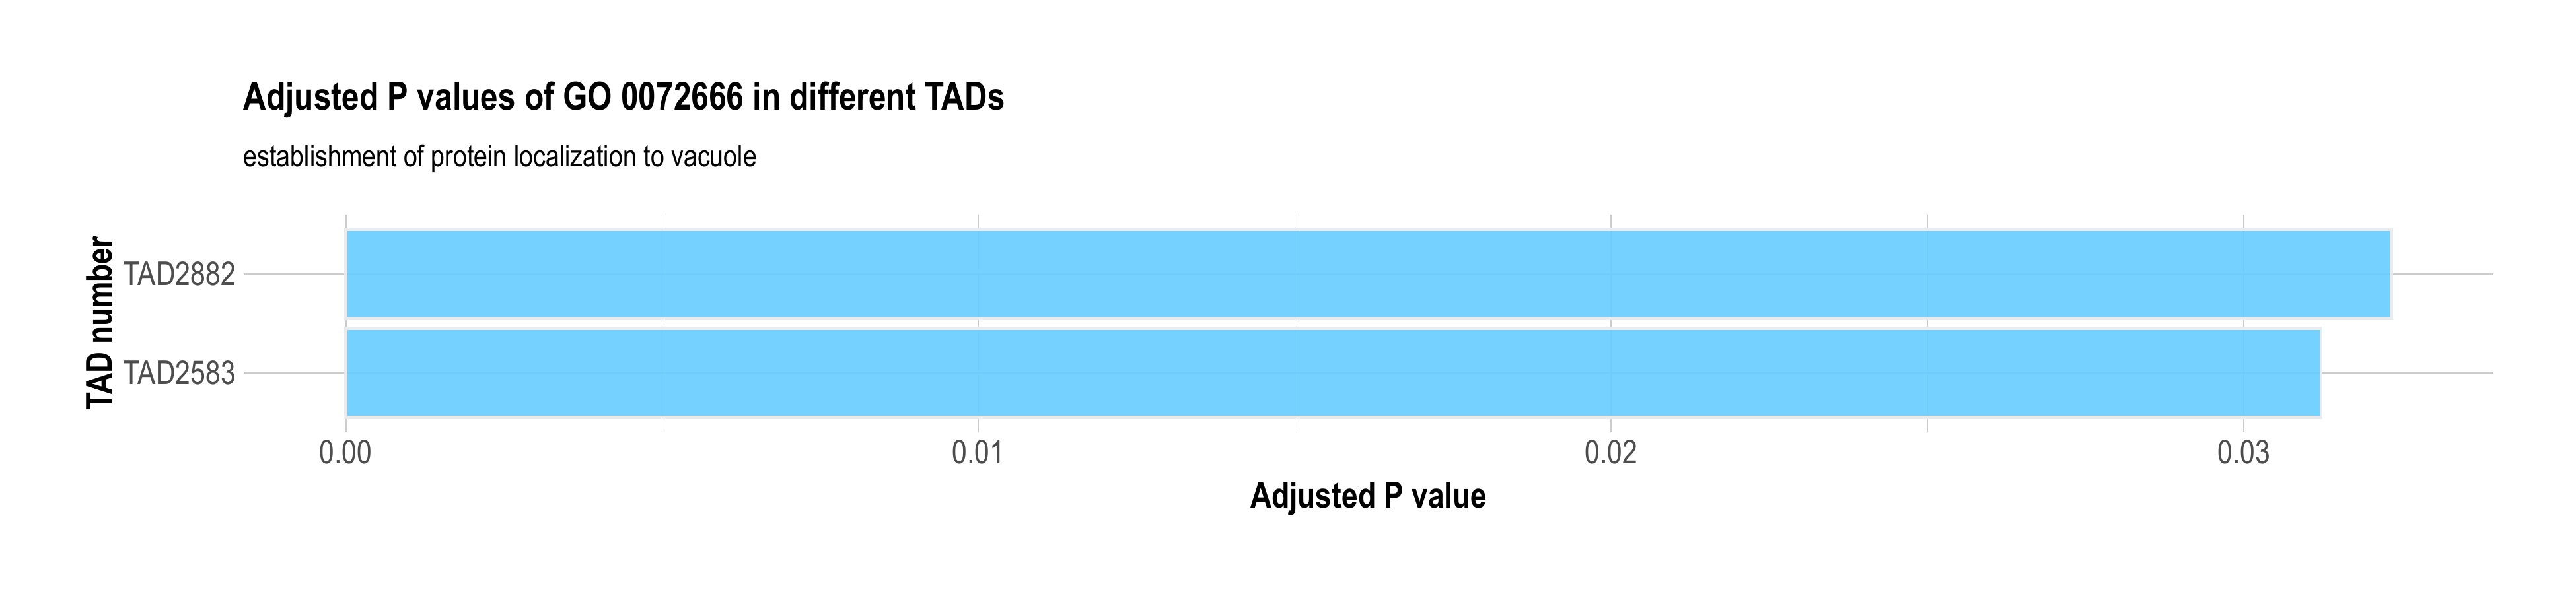 Adjusted P values of GO 0072666 in different TADs
establishment of protein localization to vacuole
TAD number
TAD2882
TAD2583
0.00 0.01 0.02 0.03
Adjusted P value